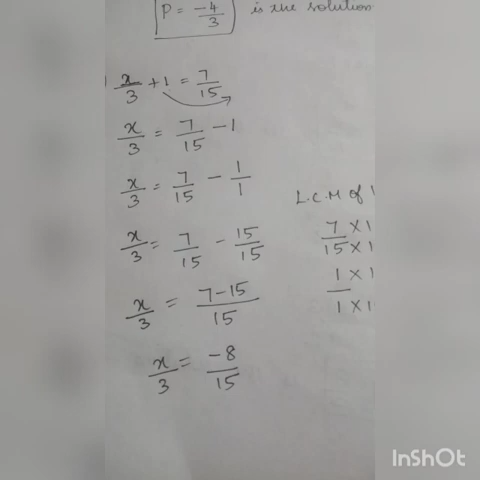 P = -4/3 is the solution
x/3 + 1 = 7/15
x/3 = 7/15 - 1
x/3 = 7/15 - 1/1
L.C.M of
x/3 = 7/15 - 15/15
7/15 × 1
x/3 = 7-15/15
1/1 × 1
x/3 = -8/15
InShOt